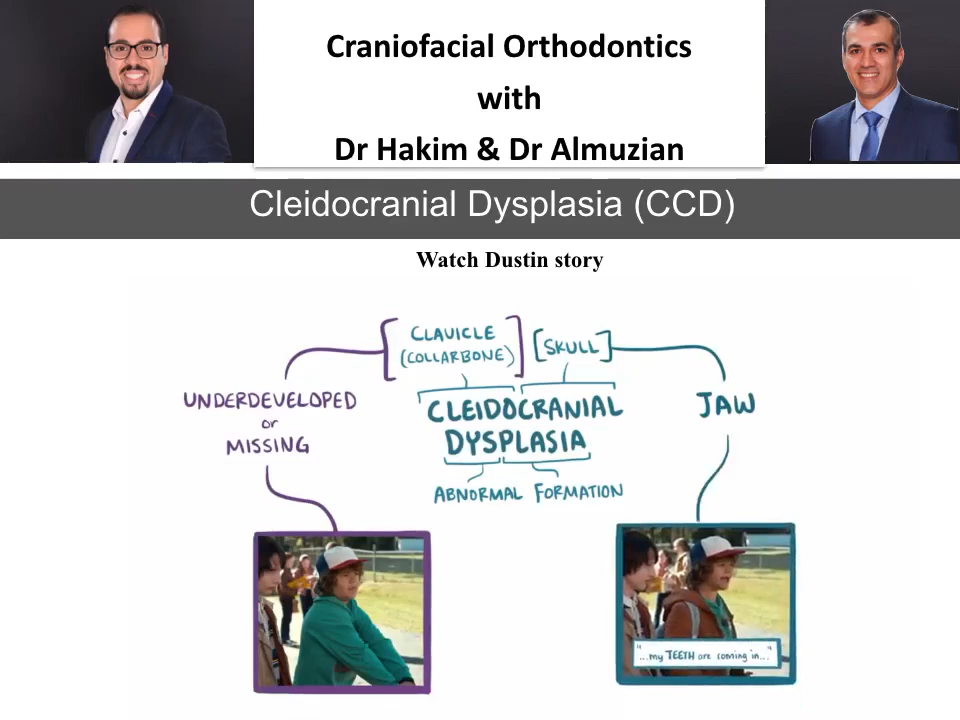 Craniofacial Orthodontics
with
Dr Hakim & Dr Almuzian
Cleidocranial Dysplasia (CCD)
Watch Dustin story
CLAVICLE
(COLLARBONE)
[SKULL]
UNDERDEVELOPED
or
MISSING
CLEIDOCRANIAL
DYSPLASIA
JAW
ABNORMAL FORMATION
"...my TEETH are coming in..."